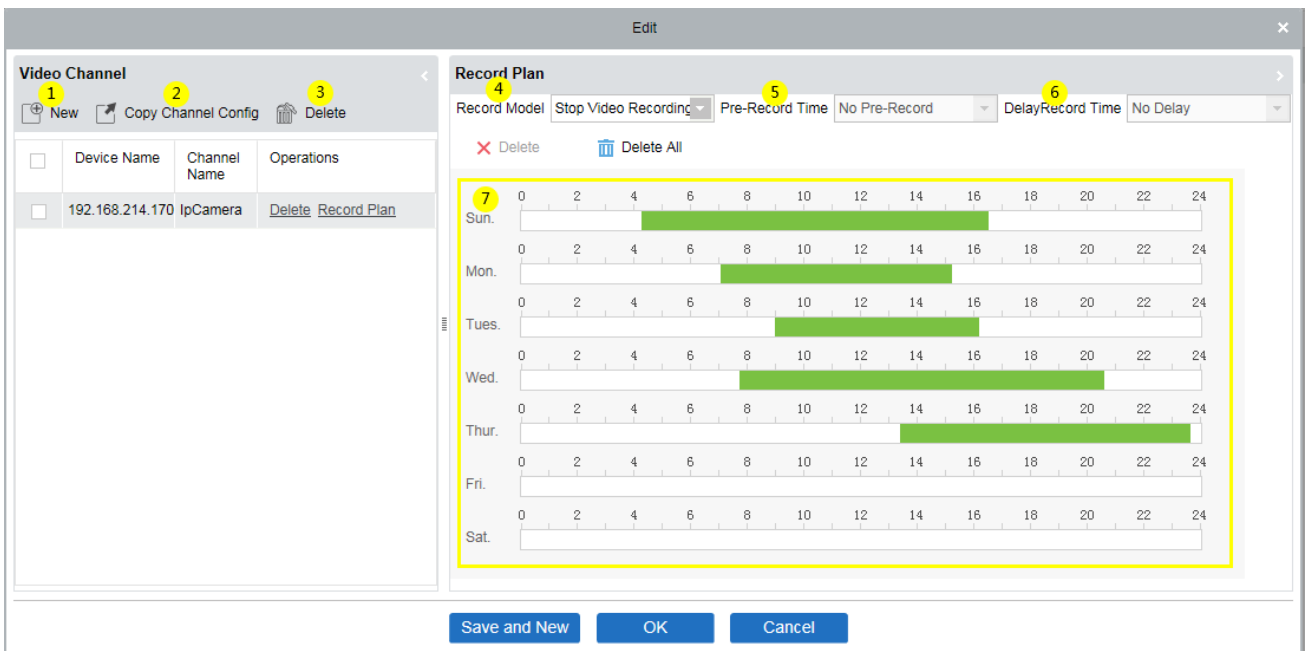 Edit
Video Channel
1 2 3
New Copy Channel Config Delete
Device Name Channel Name Operations
192.168.214.170 IpCamera Delete Record Plan
Record Plan
4 5 6
Record Model Stop Video Recording Pre-Record Time No Pre-Record DelayRecord Time No Delay
Delete Delete All
7 0 2 4 6 8 10 12 14 16 18 20 22 24
Sun.
0 2 4 6 8 10 12 14 16 18 20 22 24
Mon.
0 2 4 6 8 10 12 14 16 18 20 22 24
Tues.
0 2 4 6 8 10 12 14 16 18 20 22 24
Wed.
0 2 4 6 8 10 12 14 16 18 20 22 24
Thur.
0 2 4 6 8 10 12 14 16 18 20 22 24
Fri.
0 2 4 6 8 10 12 14 16 18 20 22 24
Sat.
Save and New OK Cancel